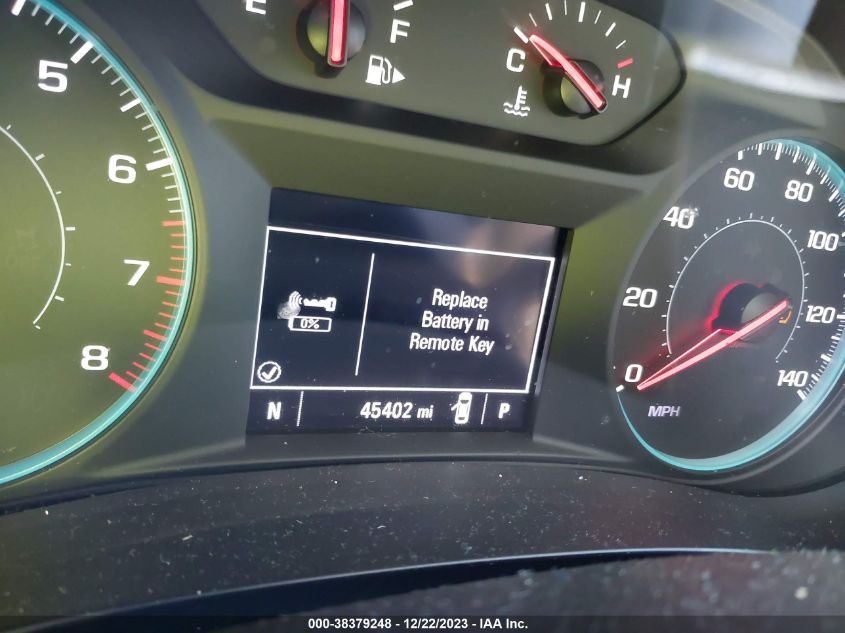 E
F
C
H
5
6
7
8
0%
Replace
Battery in
Remote Key
N
45402 mi
P
0
20
40
60
80
100
120
140
MPH
000-38379248 - 12/22/2023 - IAA Inc.